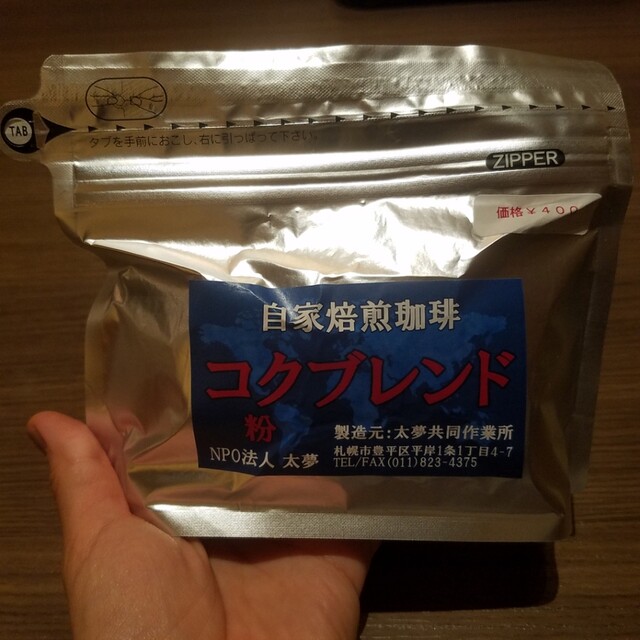 TAB
タブを手前におこし、右に引っぱって下さい。
ZIPPER
価格￥400
自家焙煎珈琲
コクブレンド
粉
製造元:太夢共同作業所
NPO法人 太夢
札幌市豊平区平岸1条1丁目4-7
TEL/FAX(011)823-4375